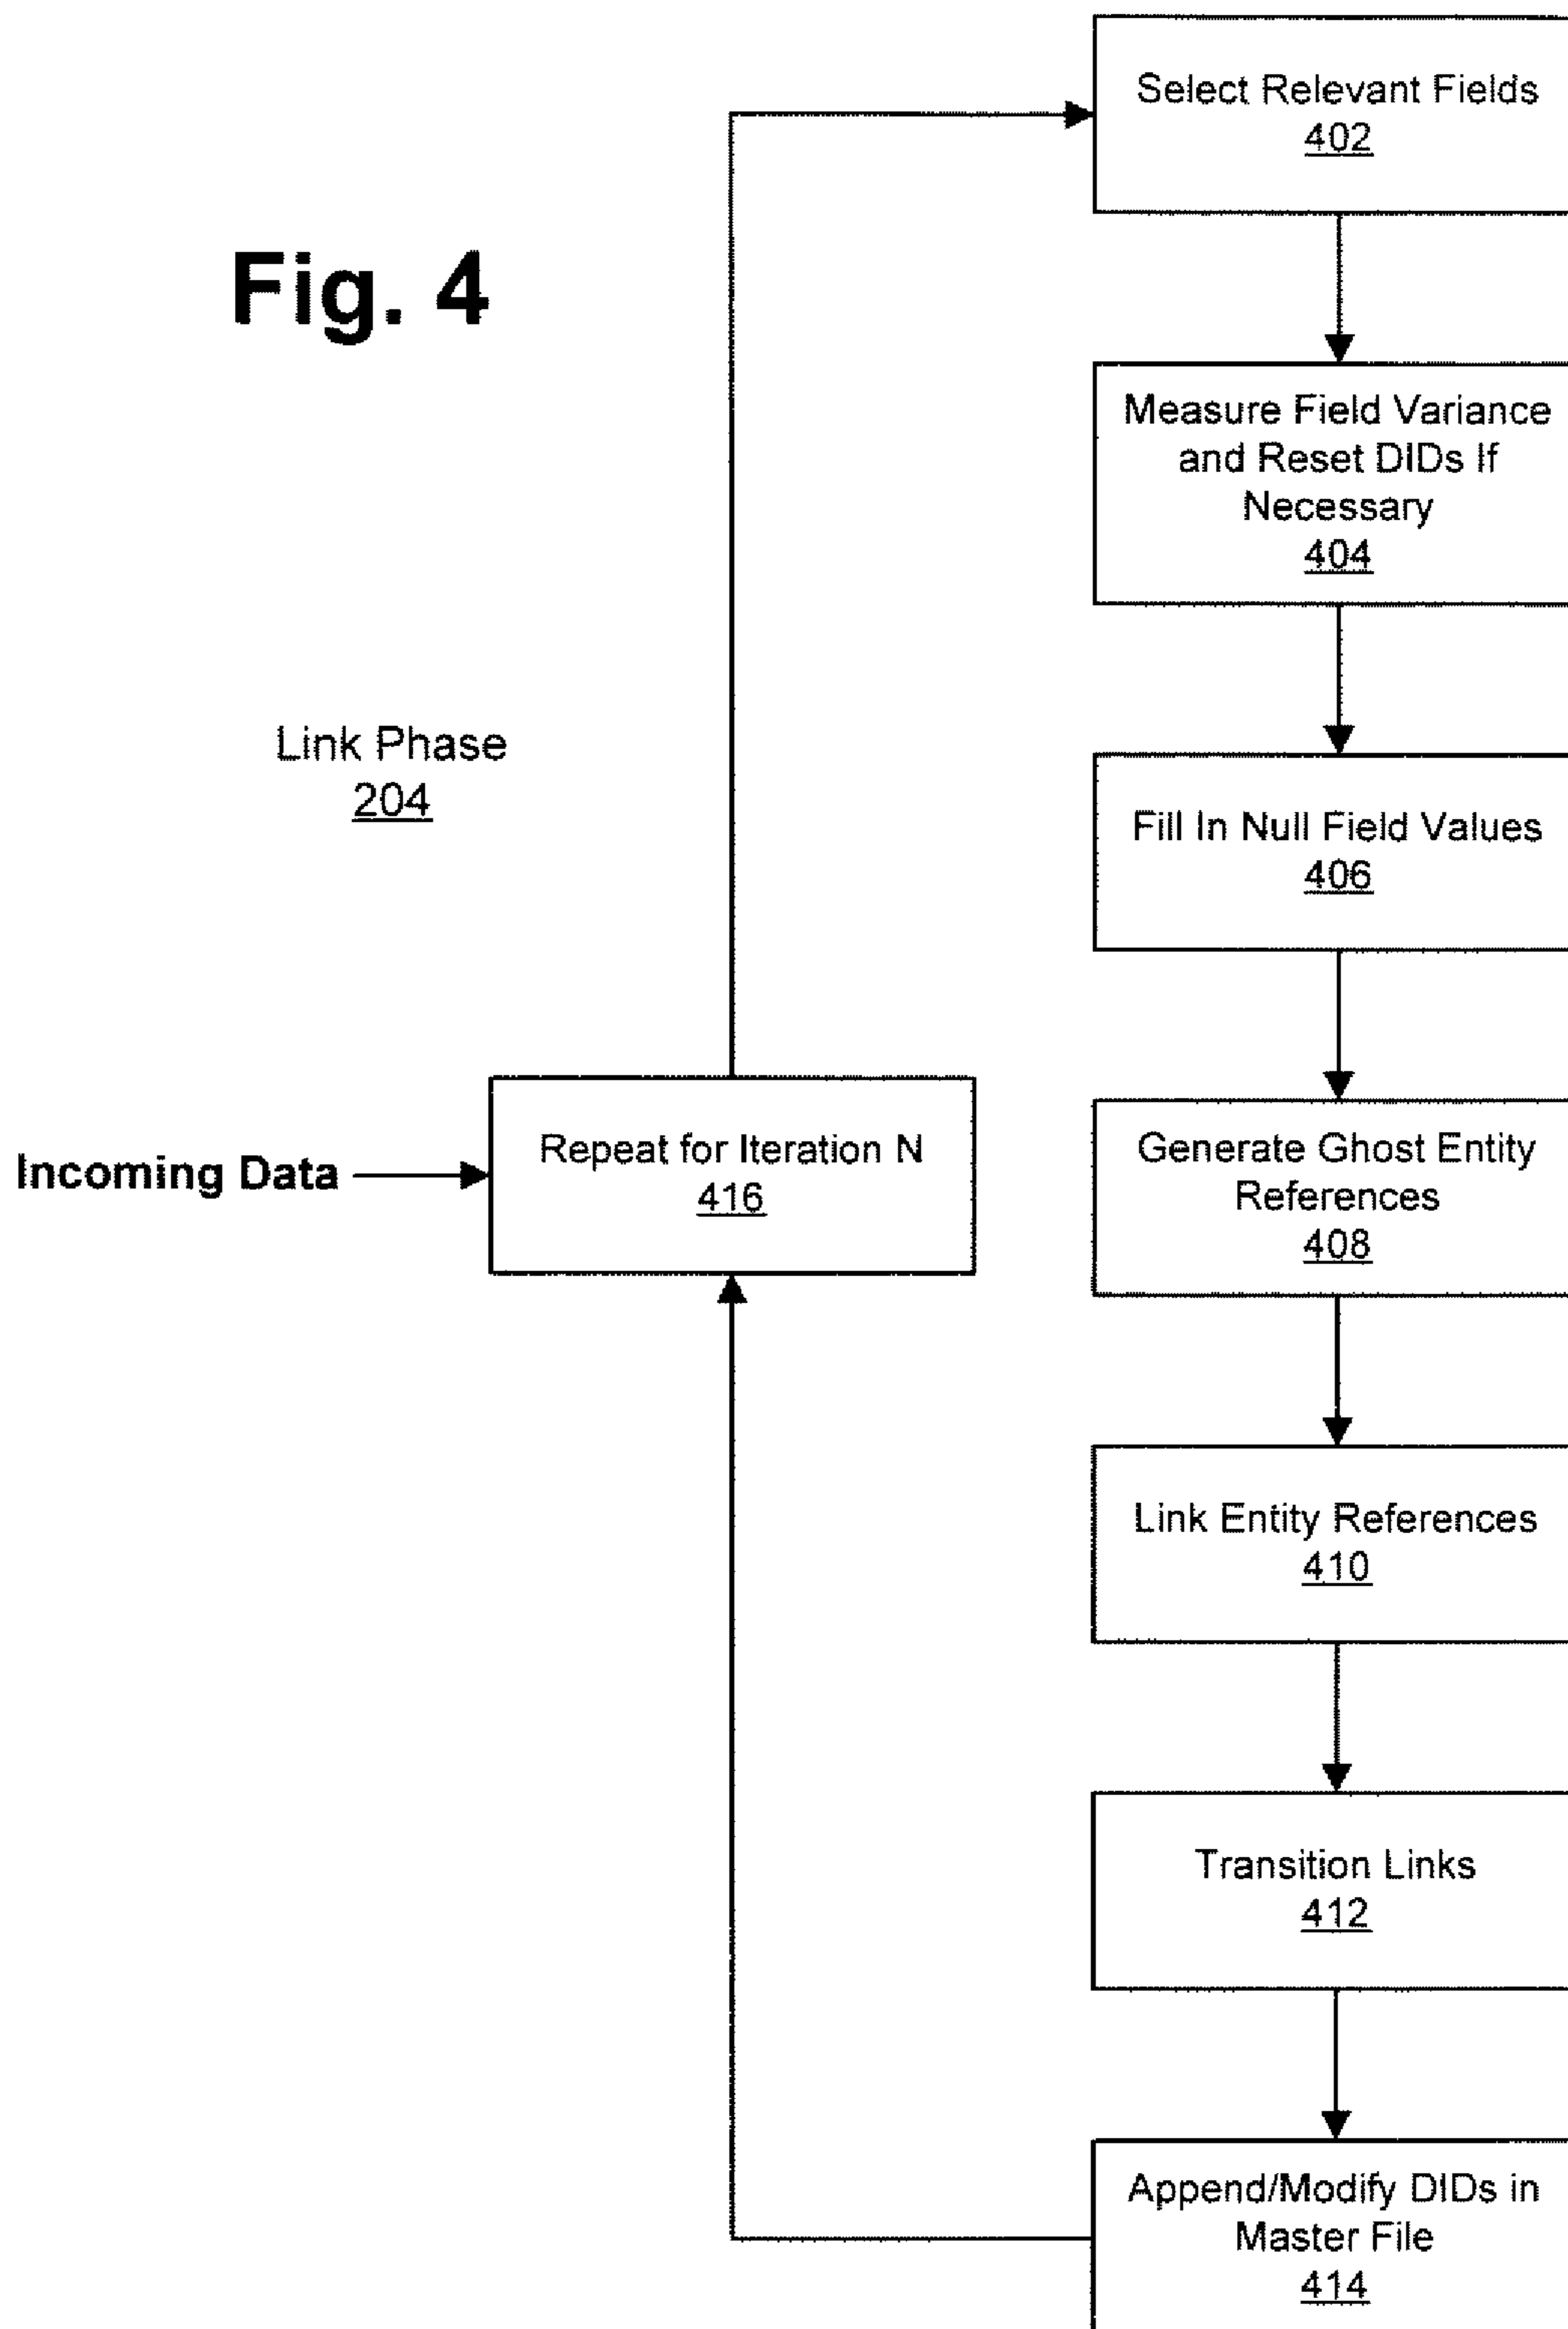 Select Relevant Fields
402
Fig. 4
Measure Field Variance
and Reset DIDs If
Necessary
404
Link Phase
204
Fill In Null Field Values
406
Incoming Data
Repeat for Iteration N
416
Generate Ghost Entity
References
408
Link Entity References
410
Transition Links
412
Append/Modify DIDs in
Master File
414